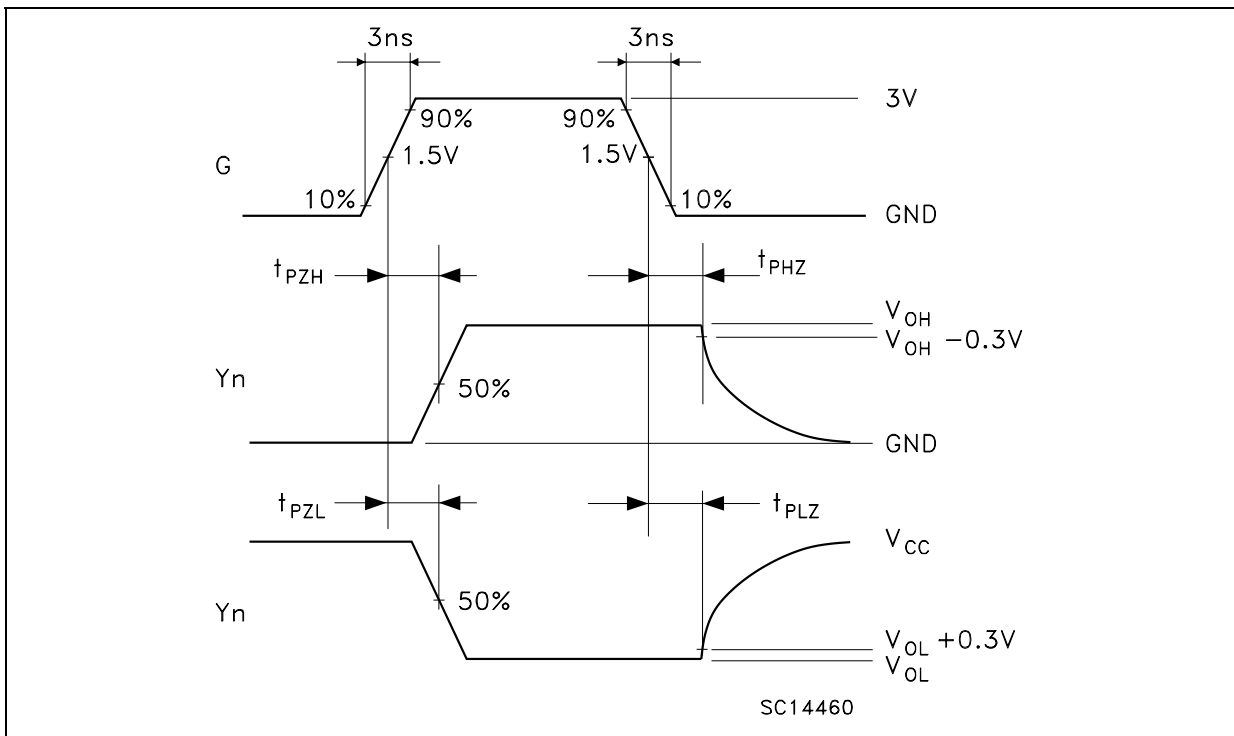 3ns 3ns
3V
90% 90%
G 1.5V 1.5V
10% 10%
GND
tPZH tPHZ
VOH
VOH -0.3V
Yn 50%
GND
tPZL tPLZ
VCC
Yn 50%
VOL +0.3V
VOL
SC14460